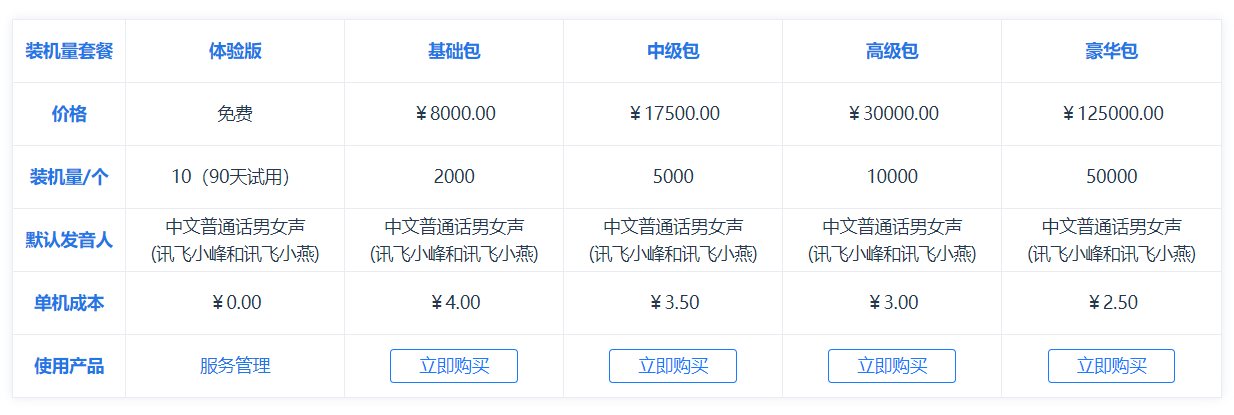 装机量套餐 体验版 基础包 中级包 高级包 豪华包
价格 免费 ￥8000.00 ￥17500.00 ￥30000.00 ￥125000.00
装机量/个 10（90天试用） 2000 5000 10000 50000
默认发音人 中文普通话男女声 中文普通话男女声 中文普通话男女声 中文普通话男女声 中文普通话男女声
(讯飞小峰和讯飞小燕) (讯飞小峰和讯飞小燕) (讯飞小峰和讯飞小燕) (讯飞小峰和讯飞小燕) (讯飞小峰和讯飞小燕)
单机成本 ￥0.00 ￥4.00 ￥3.50 ￥3.00 ￥2.50
使用产品 服务管理 立即购买 立即购买 立即购买 立即购买